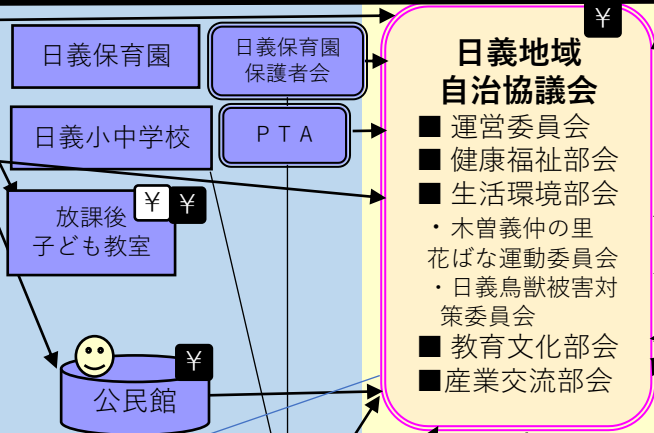 日義保育園
日義保育園
保護者会
日義小中学校
ＰＴＡ
放課後
子ども教室
￥
￥
￥
公民館
￥
日義地域
自治協議会
■ 運営委員会
■ 健康福祉部会
■ 生活環境部会
・木曽義仲の里
花ばな運動委員会
・日義鳥獣被害対
策委員会
■ 教育文化部会
■産業交流部会